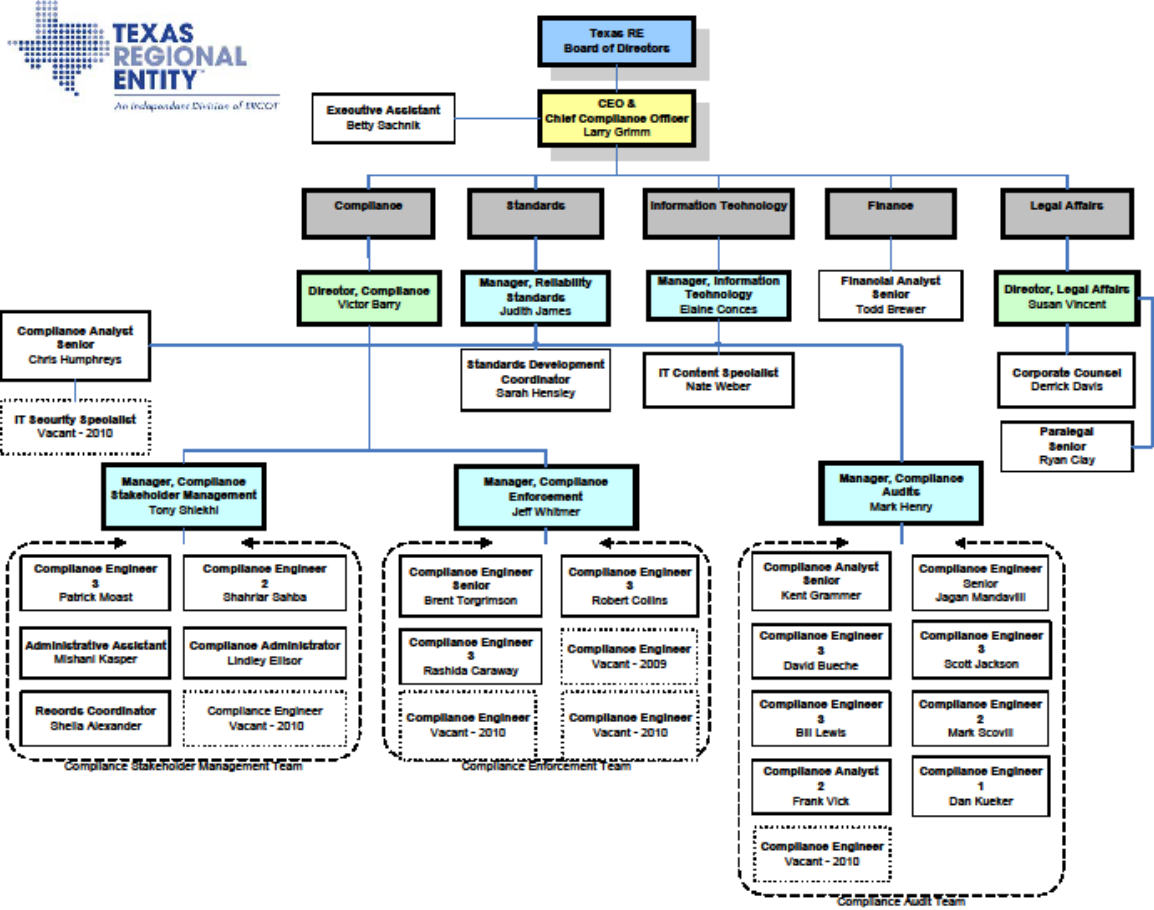 TEXAS
REGIONAL
ENTITY™
An Independent Division of ERCOT
Texas RE
Board of Directors
Executive Assistant
Betty Sachnik
CEO &
Chief Compliance Officer
Larry Grimm
Compliance
Standards
Information Technology
Finance
Legal Affairs
Director, Compliance
Victor Barry
Manager, Reliability
Standards
Judith James
Manager, Information
Technology
Elaine Conces
Financial Analyst
Senior
Todd Brewer
Director, Legal Affairs
Susan Vincent
Compliance Analyst
Senior
Chris Humphreys
Standards Development
Coordinator
Sarah Hensley
IT Content Specialist
Nate Weber
Corporate Counsel
Derrick Davis
IT Security Specialist
Vacant - 2010
Paralegal
Senior
Ryan Clay
Manager, Compliance
Stakeholder Management
Tony Shiekhi
Manager, Compliance
Enforcement
Jeff Whitmer
Manager, Compliance
Audits
Mark Henry
Compliance Engineer
3
Patrick Moast
Compliance Engineer
2
Shahriar Sahba
Administrative Assistant
Mishani Kasper
Compliance Administrator
Lindley Ellisor
Records Coordinator
Sheila Alexander
Compliance Engineer
Vacant - 2010
Compliance Stakeholder Management Team
Compliance Engineer
Senior
Brent Torgrimson
Compliance Engineer
3
Robert Collins
Compliance Engineer
3
Rashida Caraway
Compliance Engineer
Vacant - 2009
Compliance Engineer
Vacant - 2010
Compliance Engineer
Vacant - 2010
Compliance Enforcement Team
Compliance Analyst
Senior
Kent Grammer
Compliance Engineer
Senior
Jagan Mandavilli
Compliance Engineer
3
David Bueche
Compliance Engineer
3
Scott Jackson
Compliance Engineer
3
Bill Lewis
Compliance Engineer
2
Mark Scovill
Compliance Analyst
2
Frank Vick
Compliance Engineer
1
Dan Kueker
Compliance Engineer
Vacant - 2010
Compliance Audit Team